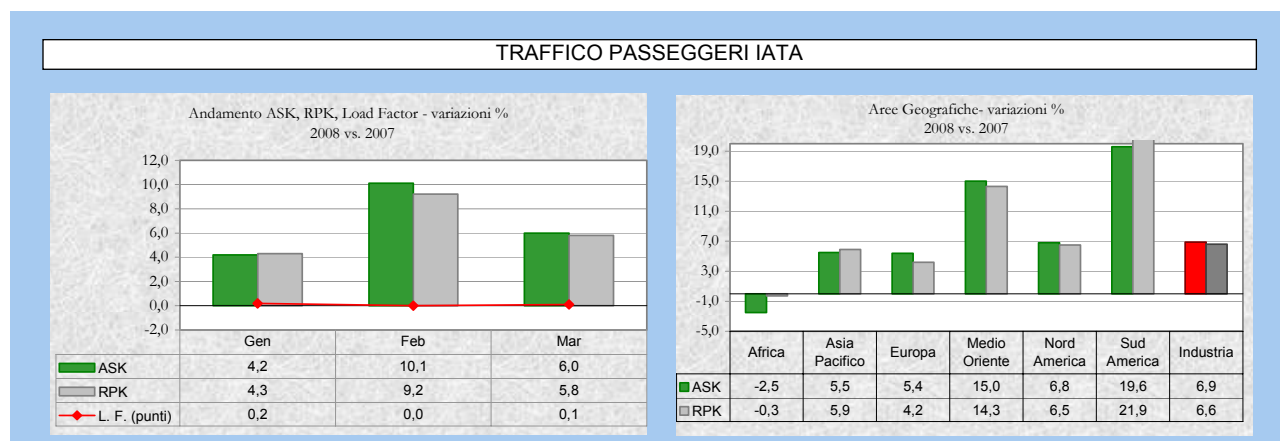 TRAFFICO PASSEGGERI IATA
Andamento ASK, RPK, Load Factor - variazioni %
2008 vs. 2007
12,0
10,0
8,0
6,0
4,0
2,0
0,0
-2,0
Gen Feb Mar
ASK 4,2 10,1 6,0
RPK 4,3 9,2 5,8
L. F. (punti) 0,2 0,0 0,1
Aree Geografiche- variazioni %
2008 vs. 2007
19,0
15,0
11,0
7,0
3,0
-1,0
-5,0
Africa Asia Pacifico Europa Medio Oriente Nord America Sud America Industria
ASK -2,5 5,5 5,4 15,0 6,8 19,6 6,9
RPK -0,3 5,9 4,2 14,3 6,5 21,9 6,6